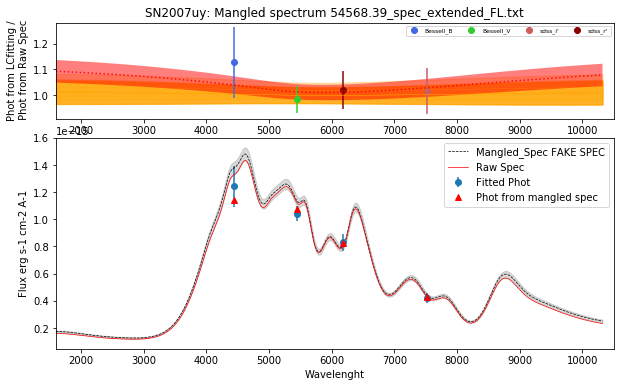 SN2007uy: Mangled spectrum 54568.39_spec_extended_FL.txt
Phot from LCfitting /
Phot from Raw Spec
1.2
1.1
1.0
Bessell_B
Bessell_V
sdss_i'
sdss_r'
2000 3000 4000 5000 6000 7000 8000 9000 10000
Flux erg s-1 cm-2 A-1
1.6
1.4
1.2
1.0
0.8
0.6
0.4
0.2
Mangled_Spec FAKE SPEC
Raw Spec
Fitted Phot
Phot from mangled spec
2000 3000 4000 5000 6000 7000 8000 9000 10000
Wavelenght